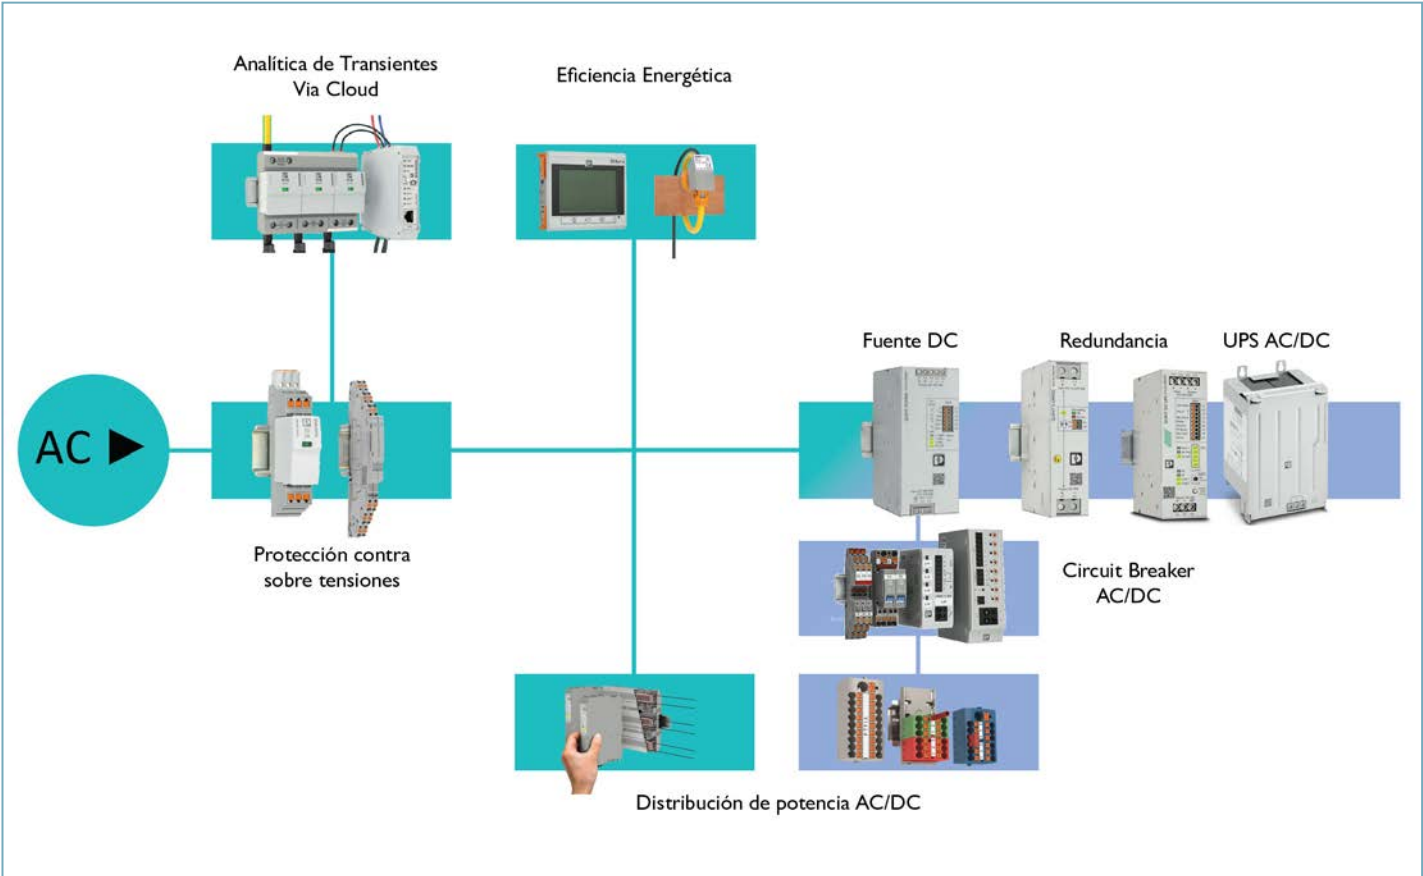 Analítica de Transientes
Via Cloud
Eficiencia Energética
Fuente DC
Redundancia
UPS AC/DC
AC
Protección contra
sobre tensiones
Circuit Breaker
AC/DC
Distribución de potencia AC/DC